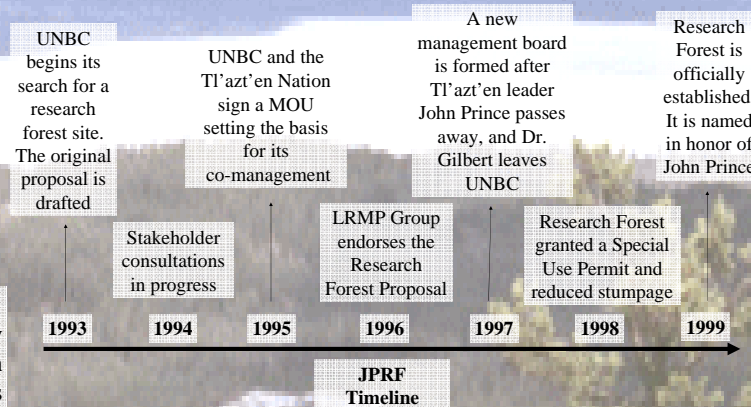 UNBC
begins its
search for a
research
forest site.
The original
proposal is
drafted
UNBC and the
Tl'azt'en Nation
sign a MOU
setting the basis
for its
co-management
A new
management board
is formed after
Tl'azt'en leader
John Prince passes
away, and Dr.
Gilbert leaves
UNBC
Research
Forest is
officially
established.
It is named
in honor of
John Prince
Stakeholder
consultations
in progress
LRMP Group
endorses the
Research
Forest Proposal
Research Forest
granted a Special
Use Permit and
reduced stumpage
1993 1994 1995 1996 1997 1998 1999
JPRF
Timeline